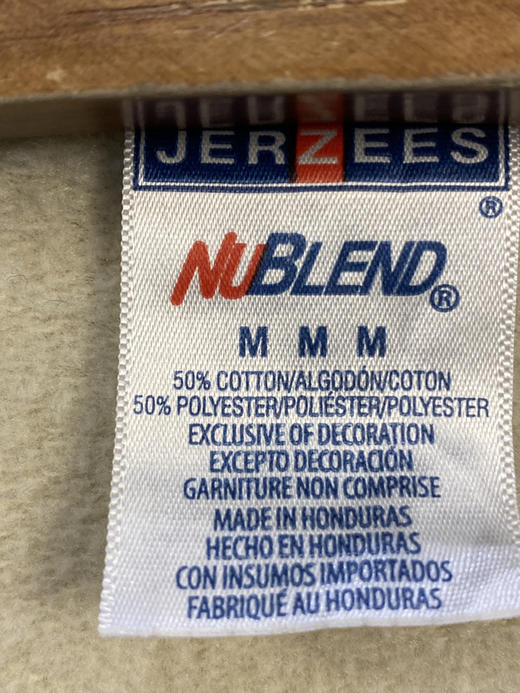 JERZEES
®
NUBLEND®
M M M
50% COTTON/ALGODÓN/COTON
50% POLYESTER/POLIÉSTER/POLYESTER
EXCLUSIVE OF DECORATION
EXCEPTO DECORACIÓN
GARNITURE NON COMPRISE
MADE IN HONDURAS
HECHO EN HONDURAS
CON INSUMOS IMPORTADOS
FABRIQUÉ AU HONDURAS